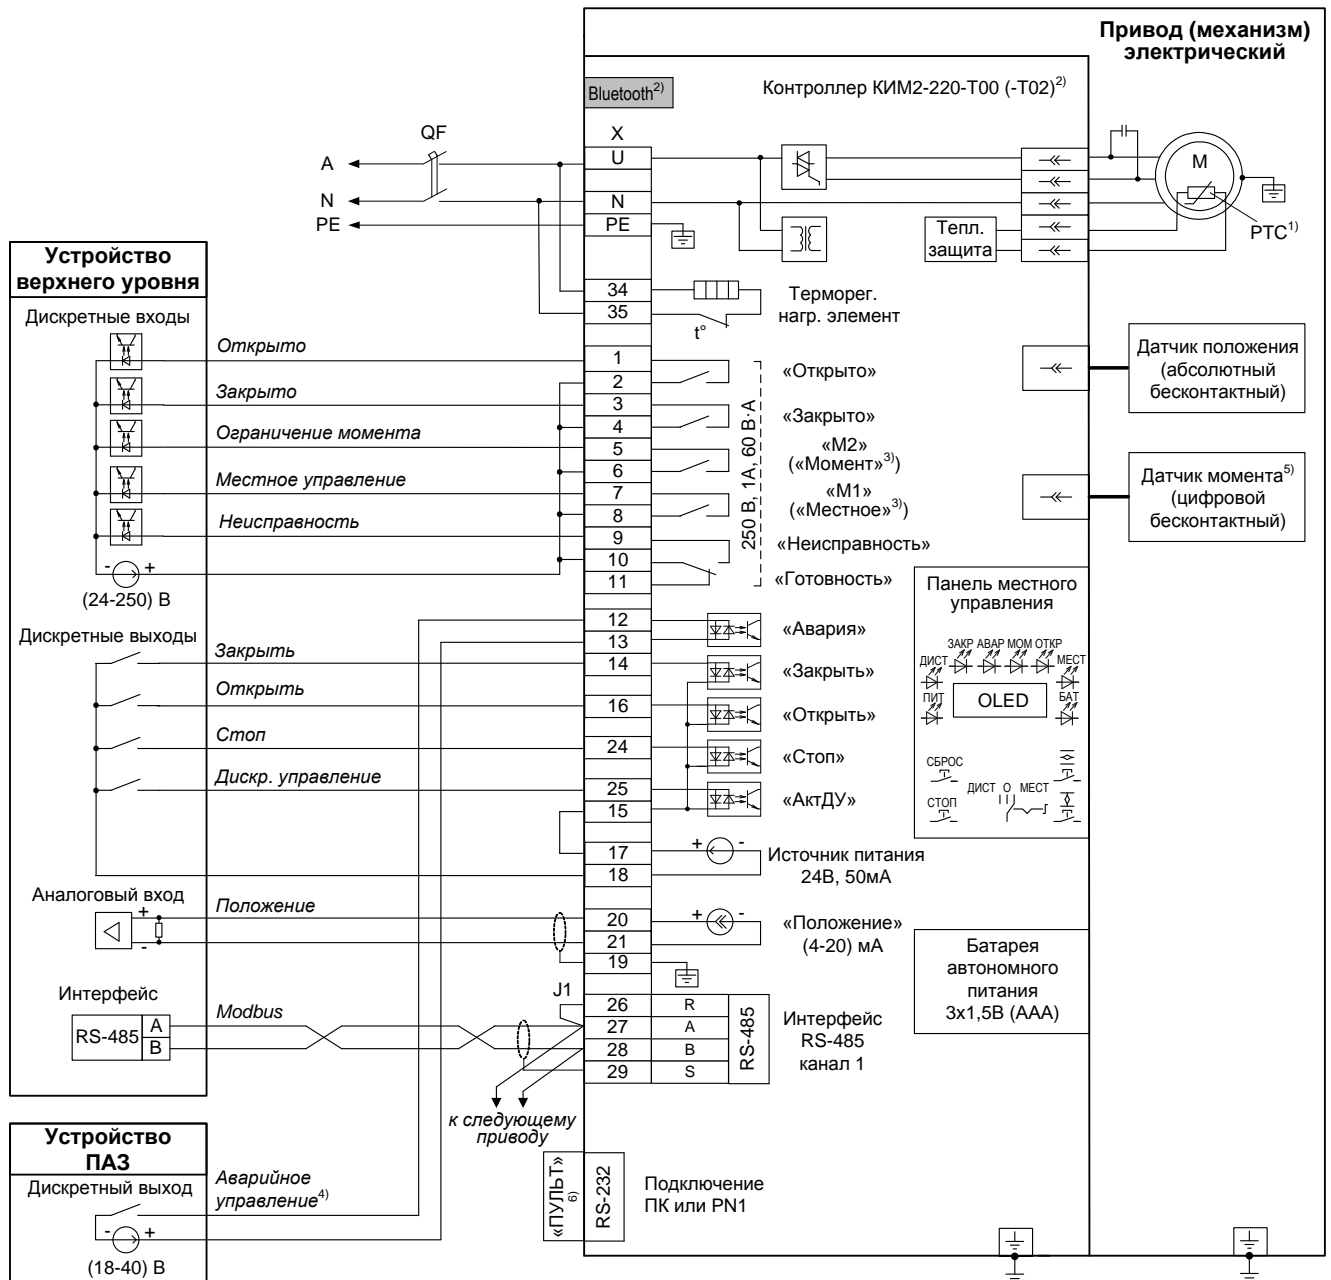 Привод (механизм)
электрический
Bluetooth2)
Контроллер КИМ2-220-Т00 (-Т02)2)
QF
X
A
U
N
N
PE
PE
M
PTC1)
Тепл.
защита
34
35
t°
Терморег.
нагр. элемент
Устройство
верхнего уровня
Дискретные входы
Открыто
Закрыто
Ограничение момента
Местное управление
Неисправность
- +
(24-250) В
1
2
3
4
5
6
7
8
9
10
11
250 В, 1А, 60 В·А
«Открыто»
«Закрыто»
«М2»
(«Момент»3))
«М1»
(«Местное»3))
«Неисправность»
«Готовность»
Датчик положения
(абсолютный
бесконтактный)
Датчик момента5)
(цифровой
бесконтактный)
Дискретные выходы
Закрыть
Открыть
Стоп
Дискр. управление
12
13
14
16
24
25
15
17
18
«Авария»
«Закрыть»
«Открыть»
«Стоп»
«АктДУ»
+ -
Источник питания
24В, 50мА
Панель местного
управления
ЗАКР АВАР МОМ ОТКР
ДИСТ
МЕСТ
ПИТ
OLED
БАТ
СБРОС
ДИСТ О МЕСТ
СТОП
Аналоговый вход
+
-
Положение
20
21
19
+ -
«Положение»
(4-20) мА
Батарея
автономного
питания
3х1,5В (ААА)
Интерфейс
RS-485
A
B
Modbus
J1
26
27
28
29
R
A
B
S
RS-485
Интерфейс
RS-485
канал 1
к следующему
приводу
Устройство
ПАЗ
Дискретный выход
- +
(18-40) В
Аварийное
управление4)
«ПУЛЬТ»
6)
RS-232
Подключение
ПК или PN1